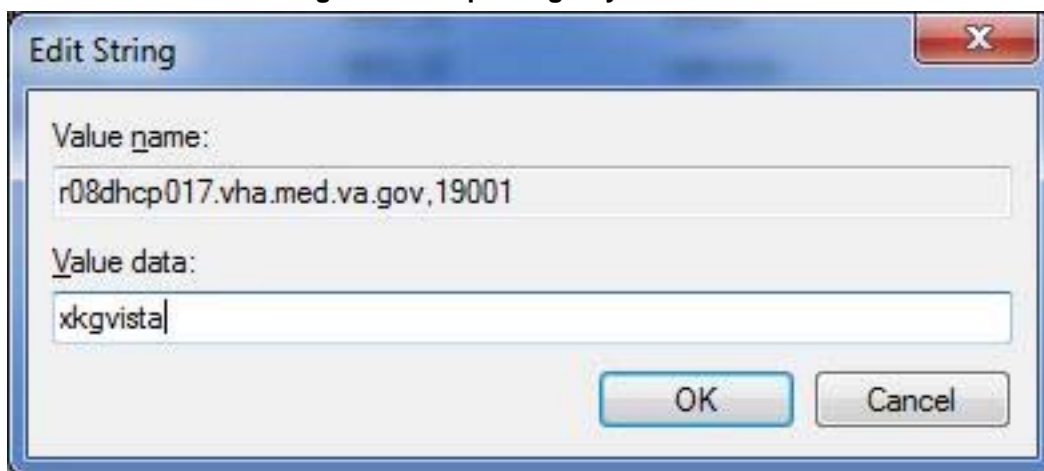 Edit String
Value name:
r08dhcp017.vha.med.va.gov,19001
Value data:
xkgvista
OK
Cancel